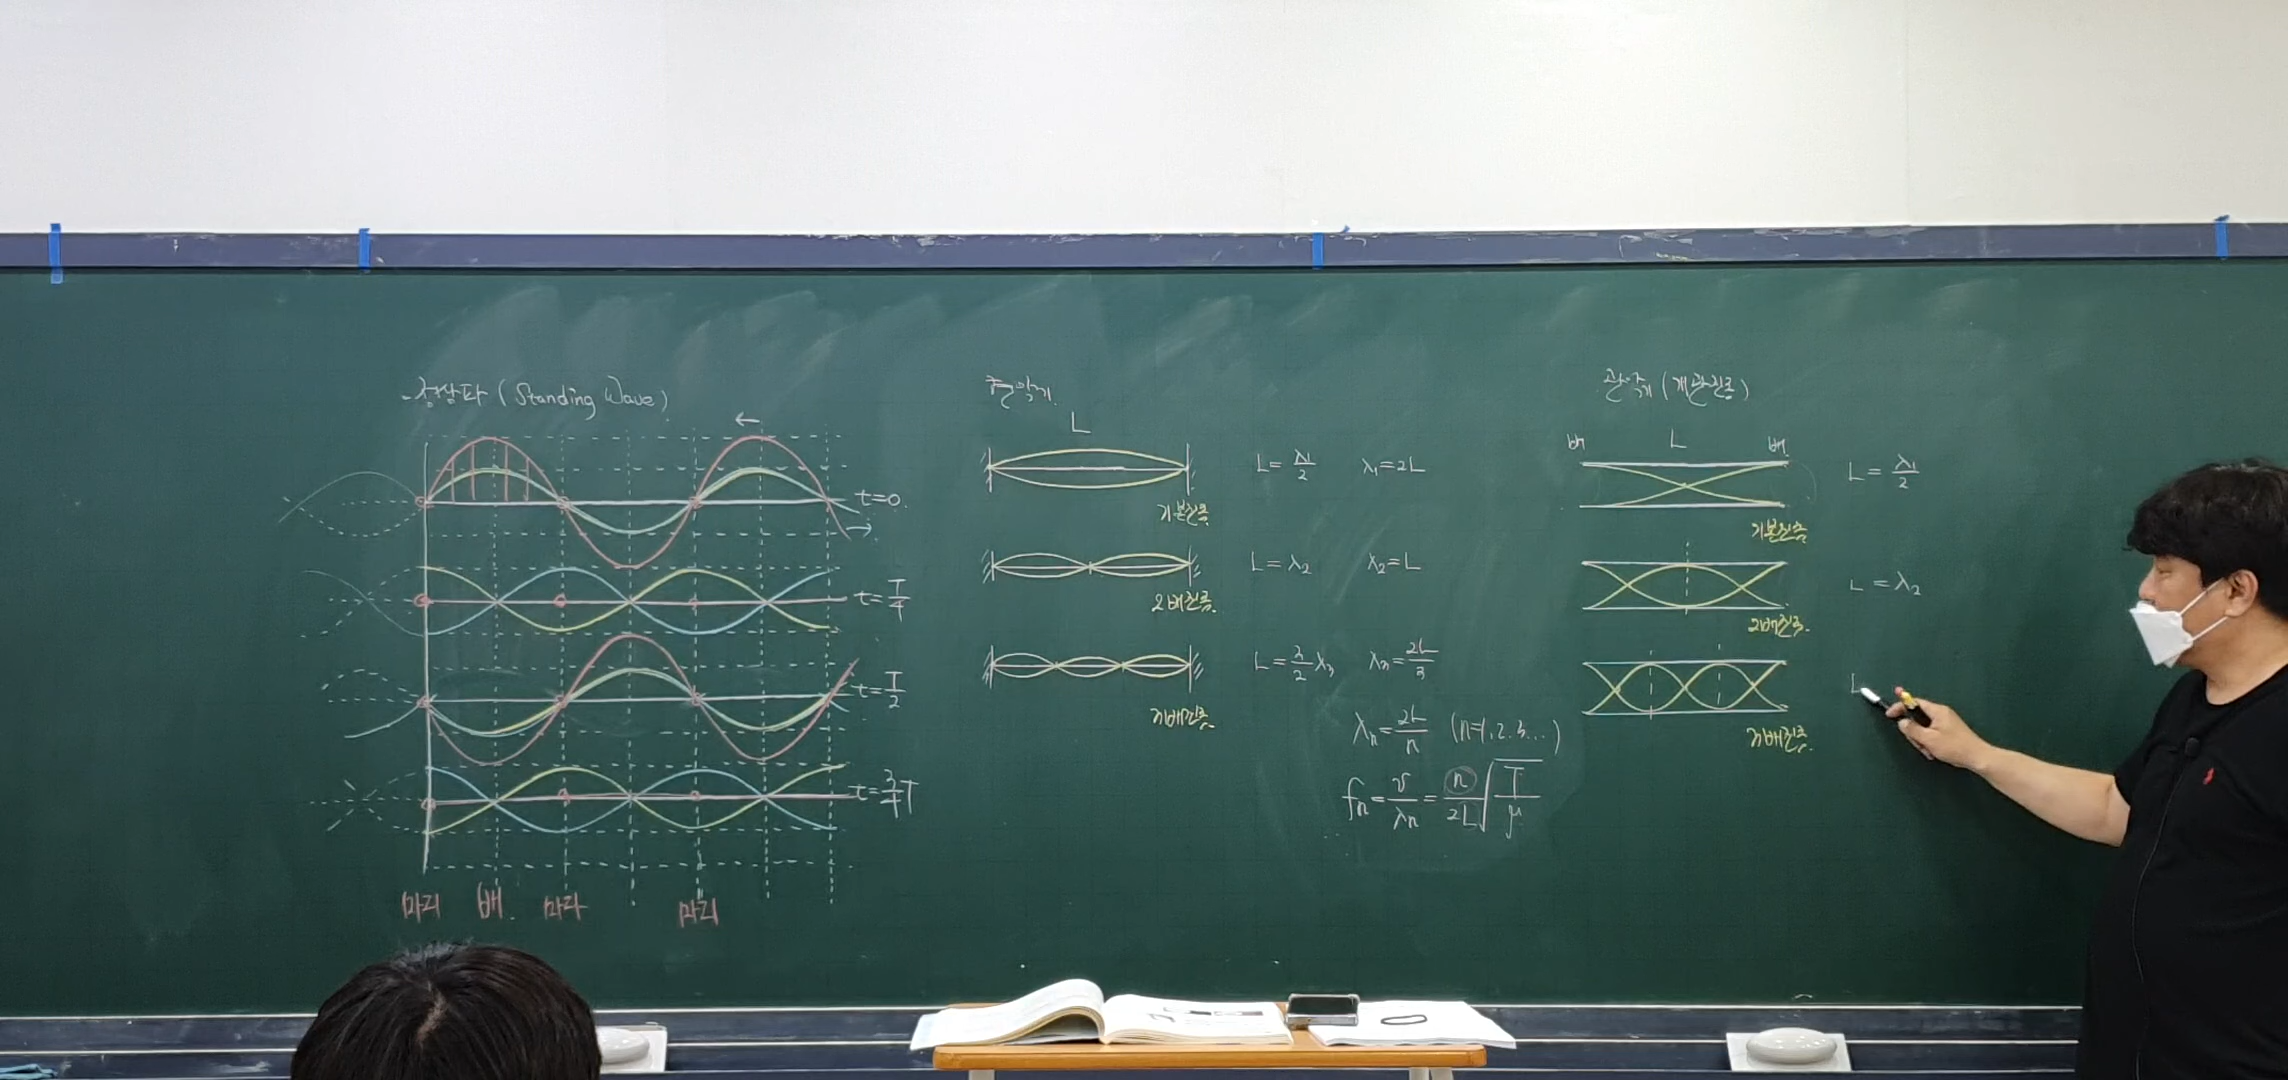 정상파 (Standing Wave)
t=0.
t=T/4
t=T/2
t=3/4T
마디 배. 마디 마디
현악기.
L
L=λ₁/2 λ₁=2L
기본진동.
L=λ₂ λ₂=L
2배진동.
L=3/2λ₃ λ₃=2L/3
3배진동.
λn=2L/n (n=1,2,3...)
fn=v/λn=n/2L√T/μ
관악기 (개관진동)
배 L 배
L=λ₁/2
기본진동
L=λ₂
2배진동.
L
3배진동.